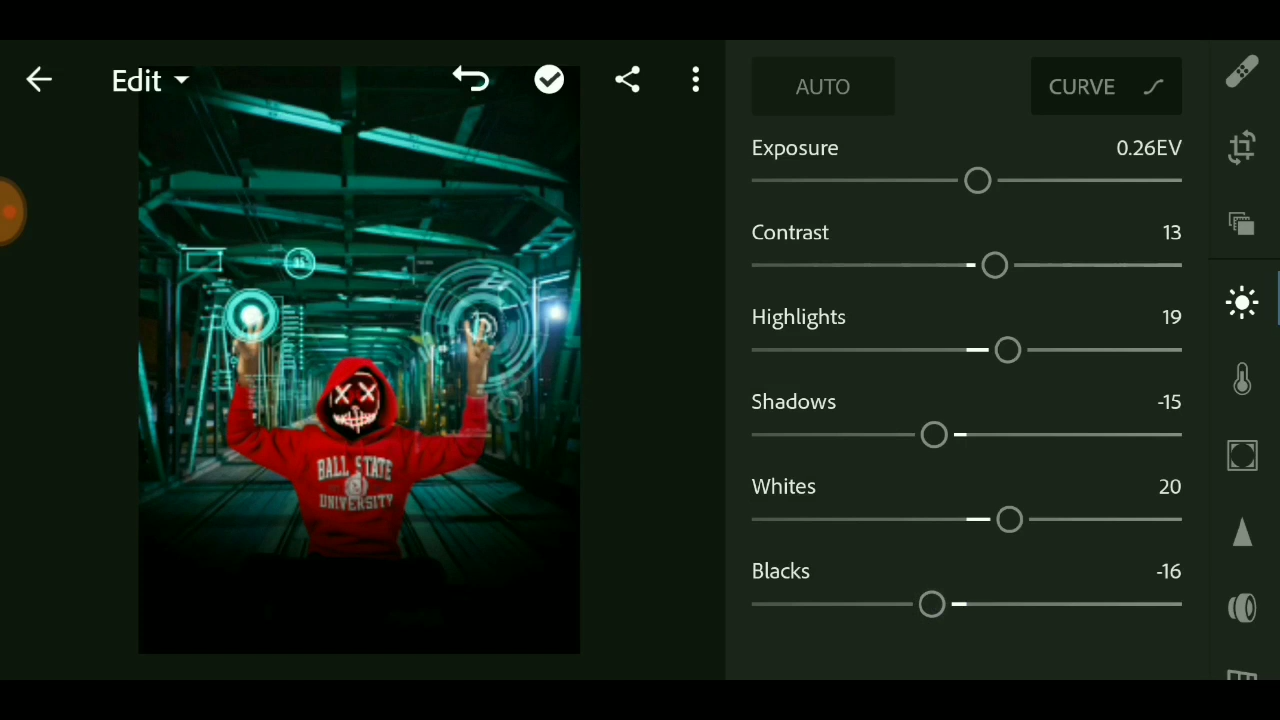 Edit
AUTO
CURVE
Exposure
0.26EV
Contrast
13
Highlights
19
Shadows
-15
Whites
20
Blacks
-16
BALL STATE
UNIVERSITY